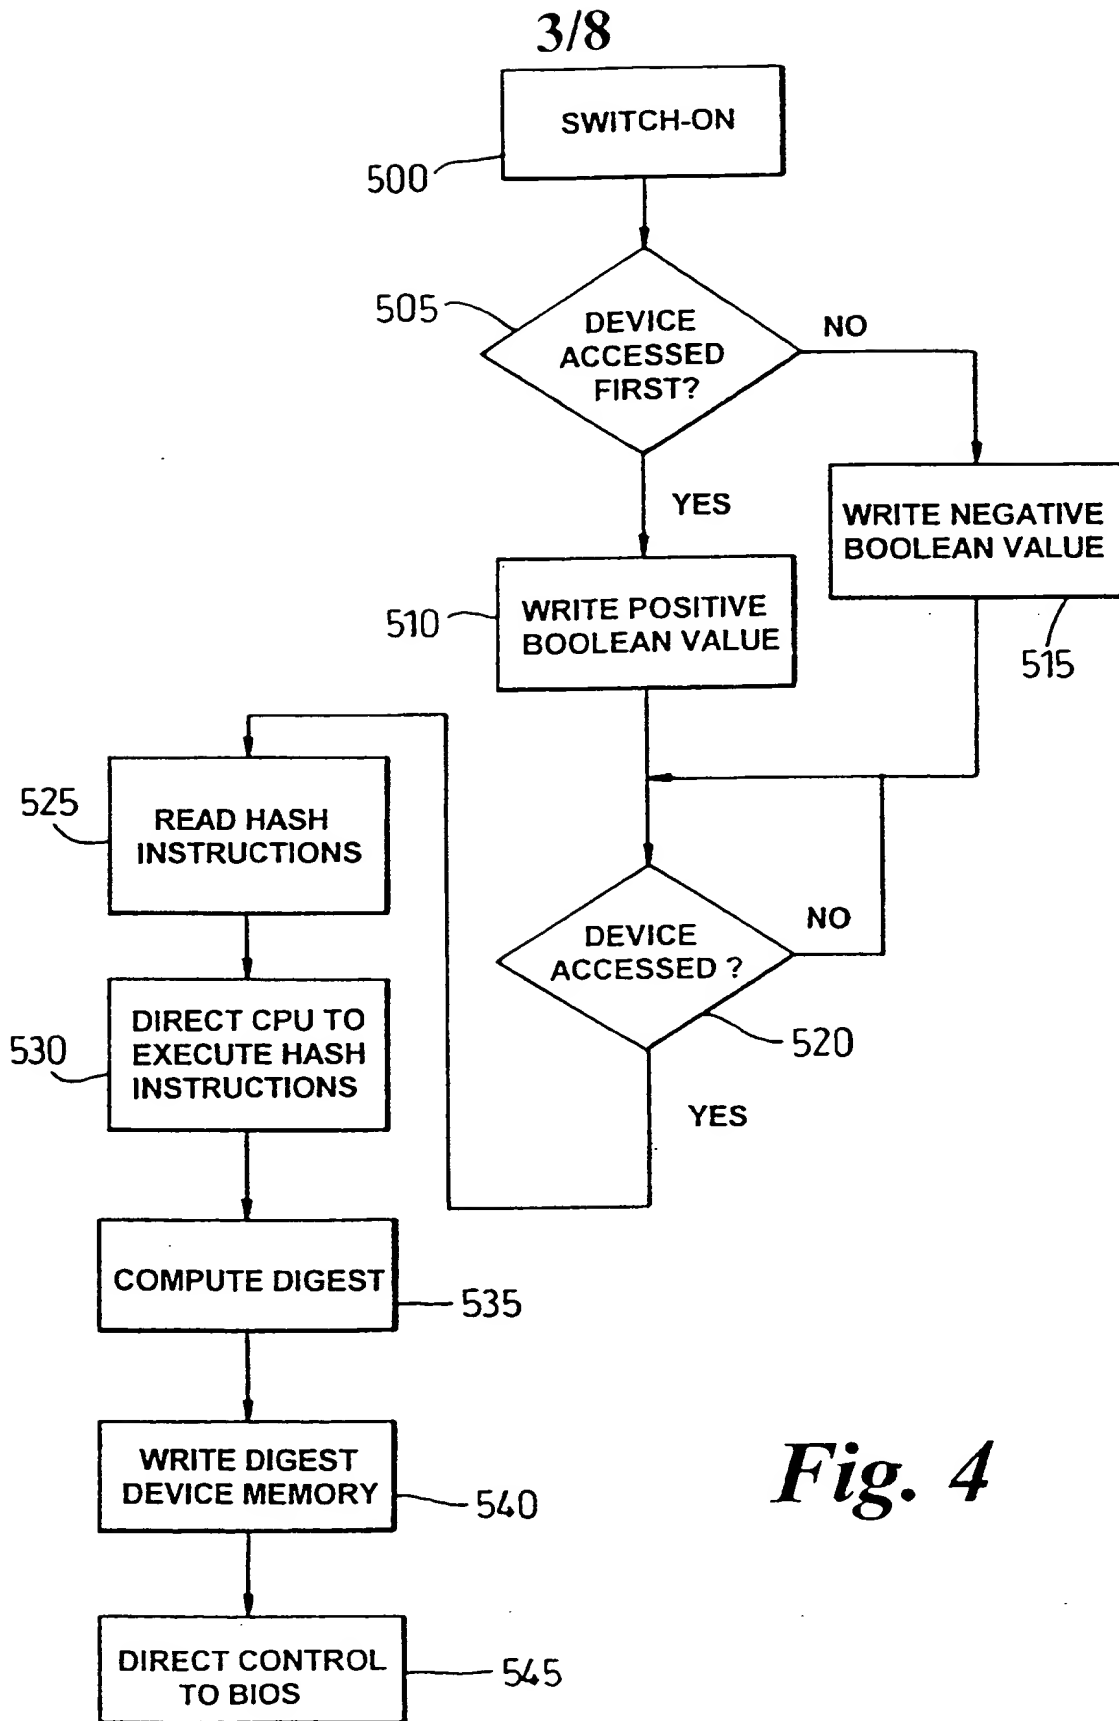 3/8
SWITCH-ON
500
505
DEVICE
ACCESSED
FIRST?
NO
YES
WRITE NEGATIVE
BOOLEAN VALUE
515
510
WRITE POSITIVE
BOOLEAN VALUE
525
READ HASH
INSTRUCTIONS
DEVICE
ACCESSED ?
NO
520
YES
530
DIRECT CPU TO
EXECUTE HASH
INSTRUCTIONS
COMPUTE DIGEST
535
WRITE DIGEST
DEVICE MEMORY
540
Fig. 4
DIRECT CONTROL
TO BIOS
545